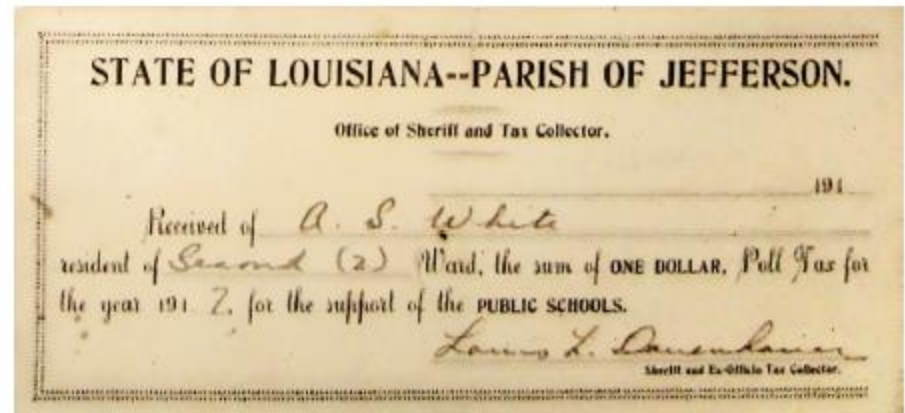 STATE OF LOUISIANA--PARISH OF JEFFERSON.
Office of Sheriff and Tax Collector.
191
Received of A. S. White
resident of Second (2) Ward, the sum of ONE DOLLAR, Poll Tax for
the year 191 2, for the support of the PUBLIC SCHOOLS.
Louis L.
Sheriff and Ex-Officio Tax Collector.